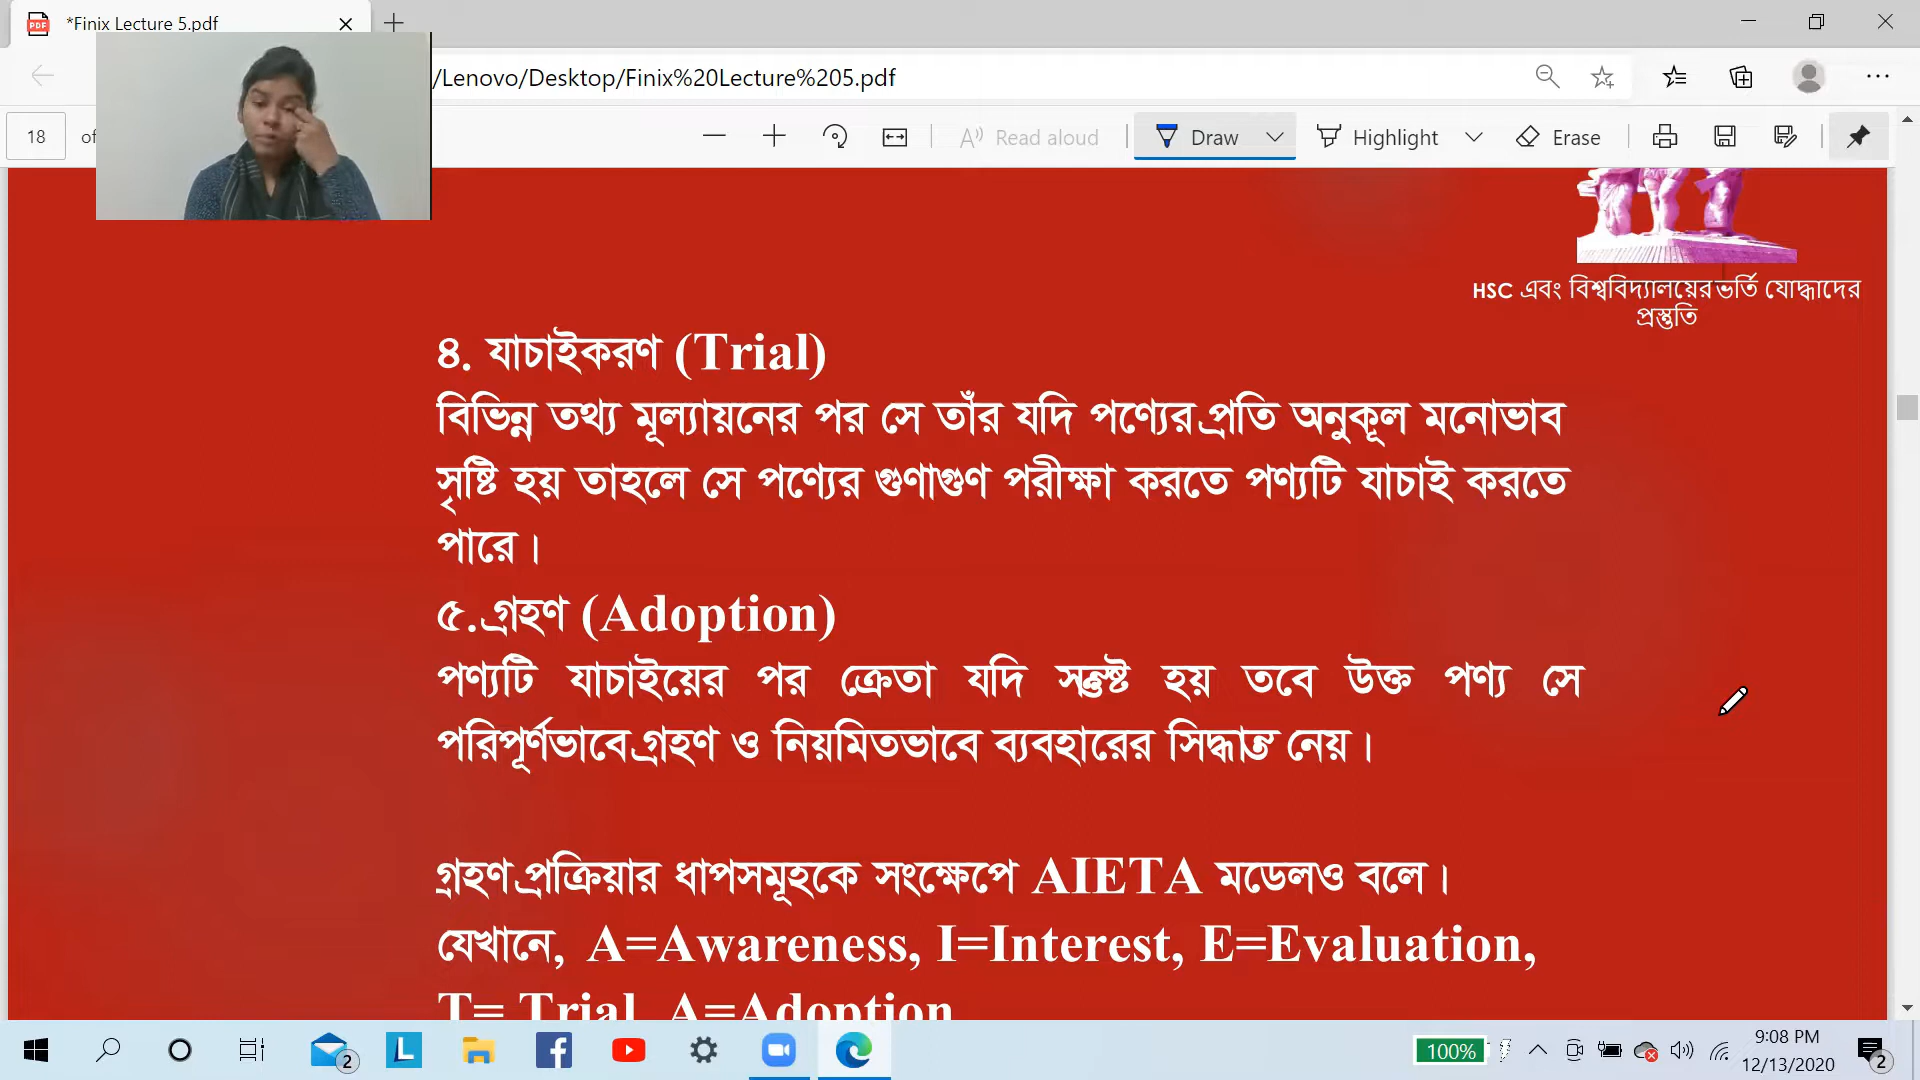 *Finix Lecture 5.pdf
/Lenovo/Desktop/Finix%20Lecture%205.pdf
18 of
Read aloud
Draw
Highlight
Erase
HSC এবং বিশ্ববিদ্যালয়ের ভর্তি যোদ্ধাদের
প্রস্তুতি
৪. যাচাইকরণ (Trial)
বিভিন্ন তথ্য মূল্যায়নের পর সে তাঁর যদি পণ্যের প্রতি অনুকূল মনোভাব
সৃষ্টি হয় তাহলে সে পণ্যের গুণাগুণ পরীক্ষা করতে পণ্যটি যাচাই করতে
পারে।
৫. গ্রহণ (Adoption)
পণ্যটি যাচাইয়ের পর ক্রেতা যদি সন্তুষ্ট হয় তবে উক্ত পণ্য সে
পরিপূর্ণভাবে গ্রহণ ও নিয়মিতভাবে ব্যবহারের সিদ্ধান্ত নেয়।
গ্রহণ প্রক্রিয়ার ধাপসমূহকে সংক্ষেপে AIETA মডেলও বলে।
যেখানে, A=Awareness, I=Interest, E=Evaluation,
T= Trial, A=Adoption
2
L
100%
9:08 PM
12/13/2020
2